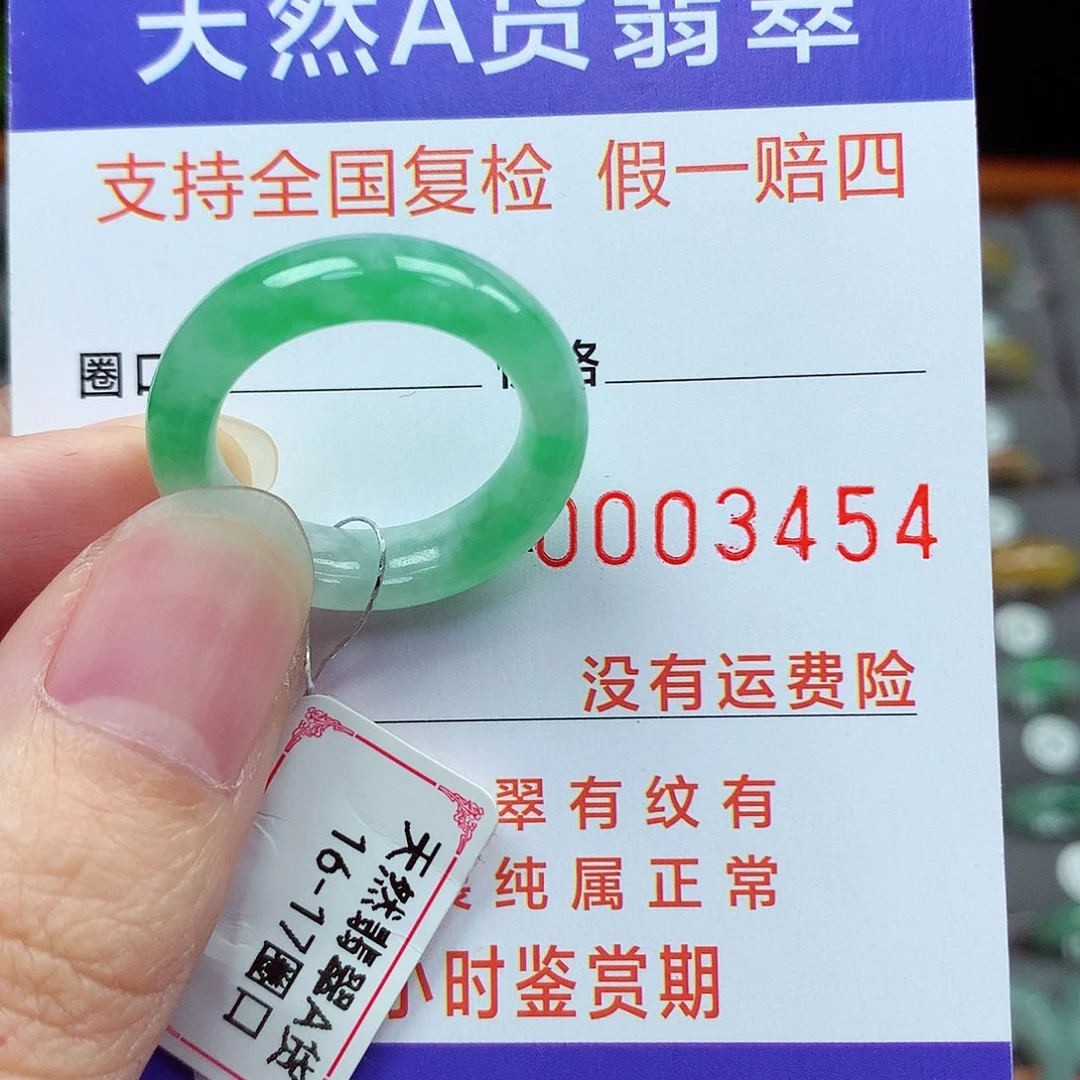 天然A货翡翠
支持全国复检 假一赔四
圈口 格
0003454
没有运费险
翠有纹有
纯属正常
小时鉴赏期
天然翡翠A货
16-17圈口